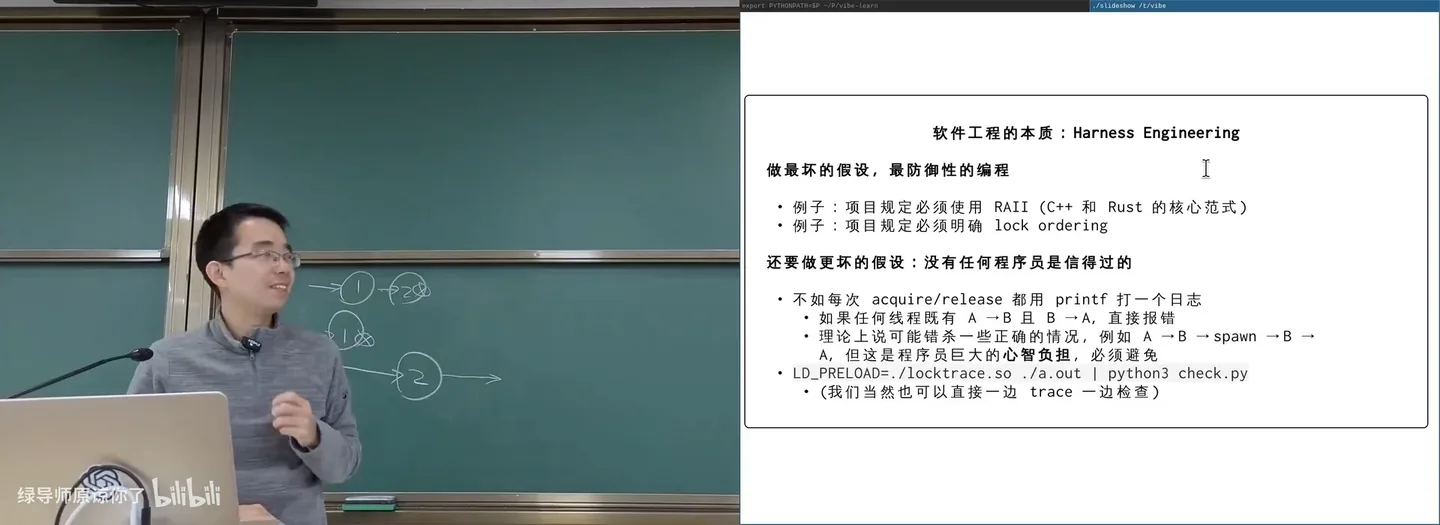 export PYTHONPATH=$P ~/P/vibe-learn
./slideshow /t/vibe
软件工程的本质：Harness Engineering
做最坏的假设，最防御性的编程
• 例子：项目规定必须使用 RAII (C++ 和 Rust 的核心范式)
• 例子：项目规定必须明确 lock ordering
还要做更坏的假设：没有任何程序员是信得过的
• 不如每次 acquire/release 都用 printf 打一个日志
• 如果任何线程既有 A →B 且 B →A，直接报错
• 理论上说可能错杀一些正确的情况，例如 A →B →spawn →B →
A，但这是程序员巨大的心智负担，必须避免
• LD_PRELOAD=./locktrace.so ./a.out | python3 check.py
• (我们当然也可以直接一边 trace 一边检查)
1
1
2
绿导师原谅你了 bilibili